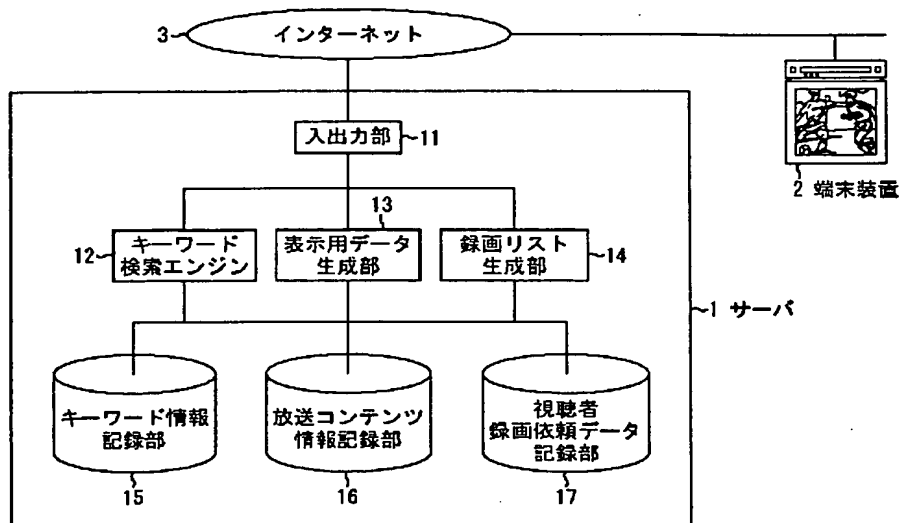 3
インターネット
入出力部
11
2 端末装置
13
12
キーワード
検索エンジン
表示用データ
生成部
録画リスト
生成部
14
1 サーバ
キーワード情報
記録部
放送コンテンツ
情報記録部
視聴者
録画依頼データ
記録部
15
16
17